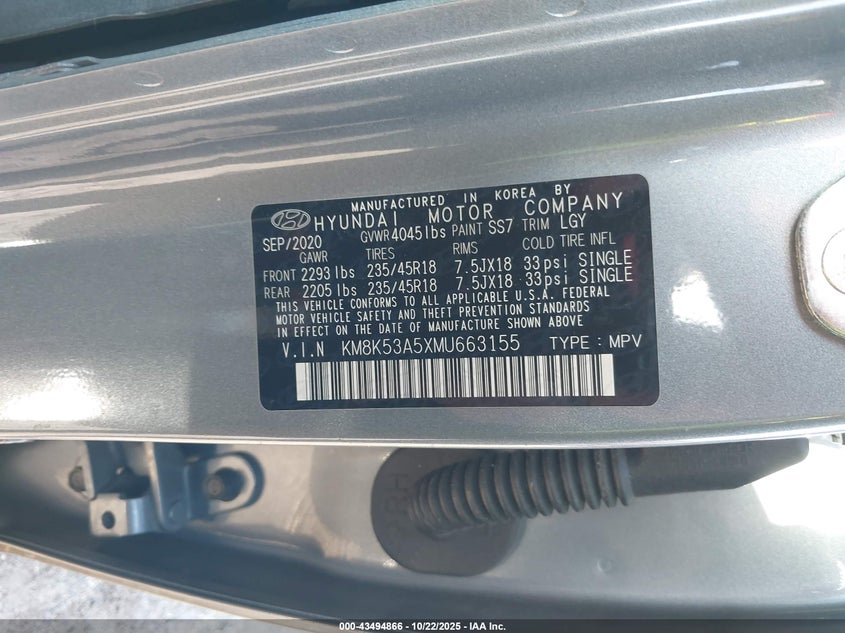 MANUFACTURED IN KOREA BY
HYUNDAI MOTOR COMPANY
SEP/2020 GVWR 4045 lbs PAINT SS7 TRIM LGY
GAWR TIRES RIMS COLD TIRE INFL
FRONT 2293 lbs 235/45R18 7.5JX18 33psi SINGLE
REAR 2205 lbs 235/45R18 7.5JX18 33psi SINGLE
THIS VEHICLE CONFORMS TO ALL APPLICABLE U.S.A. FEDERAL
MOTOR VEHICLE SAFETY AND THEFT PREVENTION STANDARDS
IN EFFECT ON THE DATE OF MANUFACTURE SHOWN ABOVE
V.I.N KM8K53A5XMU663155 TYPE : MPV
000-43494866 - 10/22/2025 - IAA Inc.